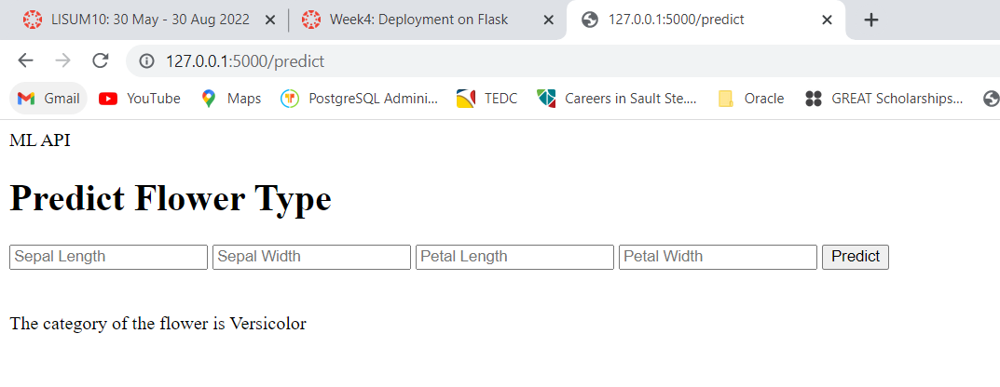 LISUM10: 30 May - 30 Aug 2022
Week4: Deployment on Flask
127.0.0.1:5000/predict
127.0.0.1:5000/predict
Gmail
YouTube
Maps
PostgreSQL Admini...
TEDC
Careers in Sault Ste....
Oracle
GREAT Scholarships...
ML API
Predict Flower Type
Sepal Length
Sepal Width
Petal Length
Petal Width
Predict
The category of the flower is Versicolor